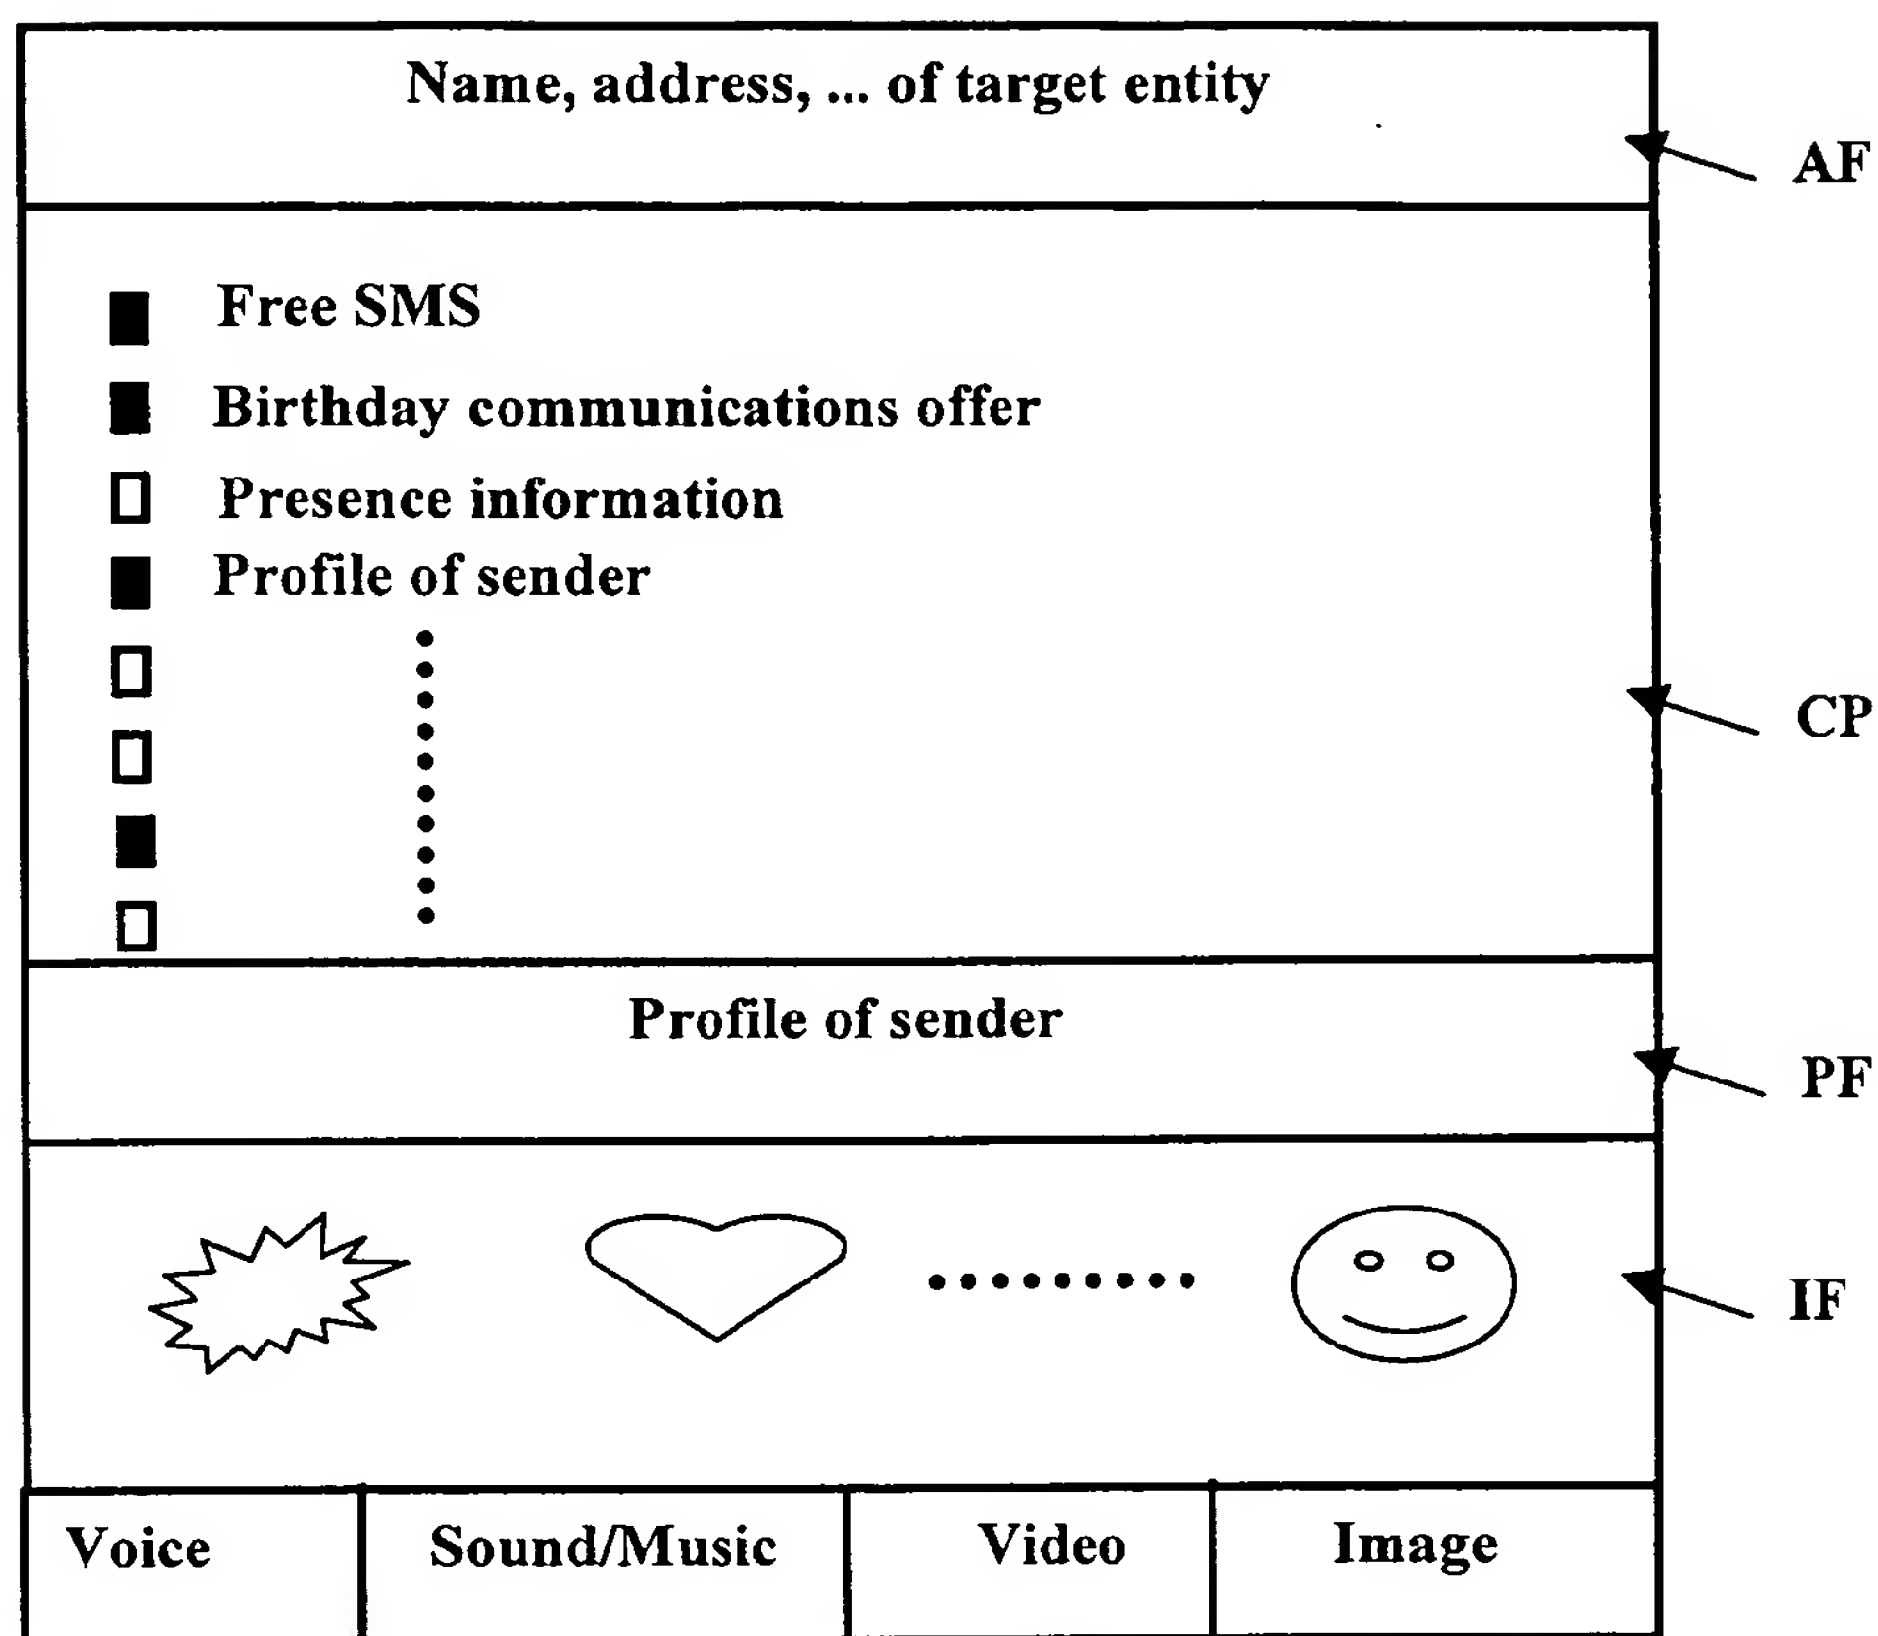 Name, address, ... of target entity
AF
Free SMS
Birthday communications offer
Presence information
Profile of sender
CP
Profile of sender
PF
IF
Voice
Sound/Music
Video
Image